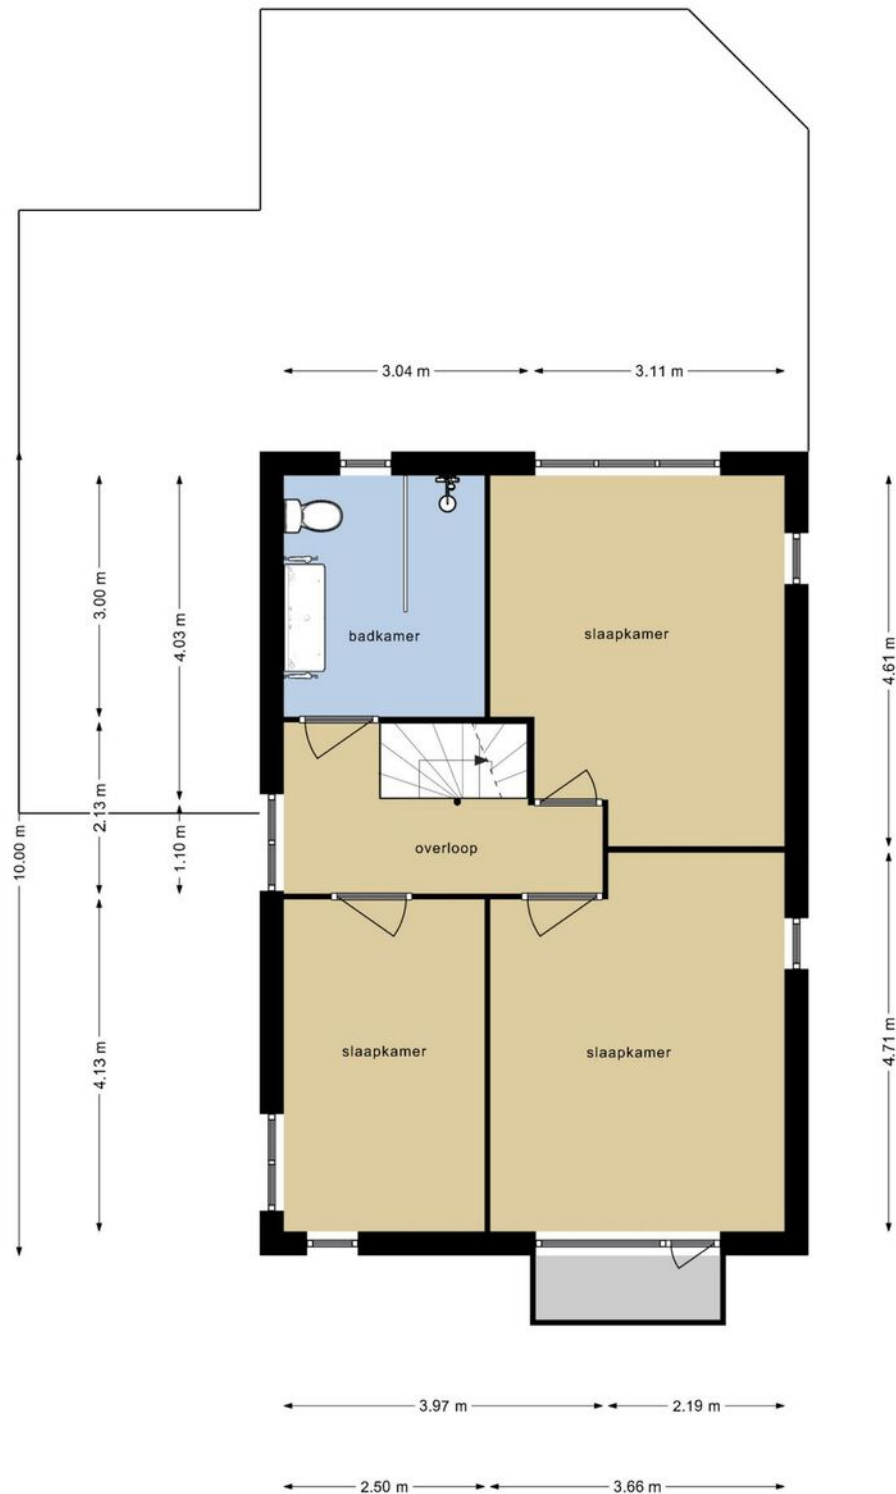 3.04 m
3.11 m
3.00 m
4.03 m
4.61 m
badkamer
slaapkamer
2.13 m
1.10 m
10.00 m
overloop
4.13 m
slaapkamer
slaapkamer
4.71 m
3.97 m
2.19 m
2.50 m
3.66 m